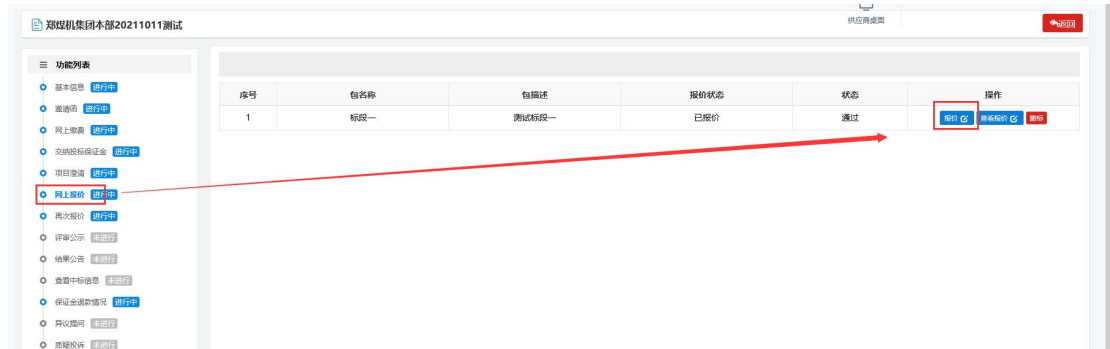 供应商桌面
郑煤机集团本部20211011测试
返回
功能列表
基本信息 进行中
邀请函 进行中
网上缴费 进行中
交纳投标保证金 进行中
项目澄清 进行中
网上报价 进行中
再次报价 进行中
评审公示 未进行
结果公告 未进行
查看中标信息 未进行
保证金退款情况 进行中
异议提问 未进行
质疑投诉 未进行
序号 包名称 包描述 报价状态 状态 操作
1 标段一 测试标段一 已报价 通过 报价 查看报价 撤标